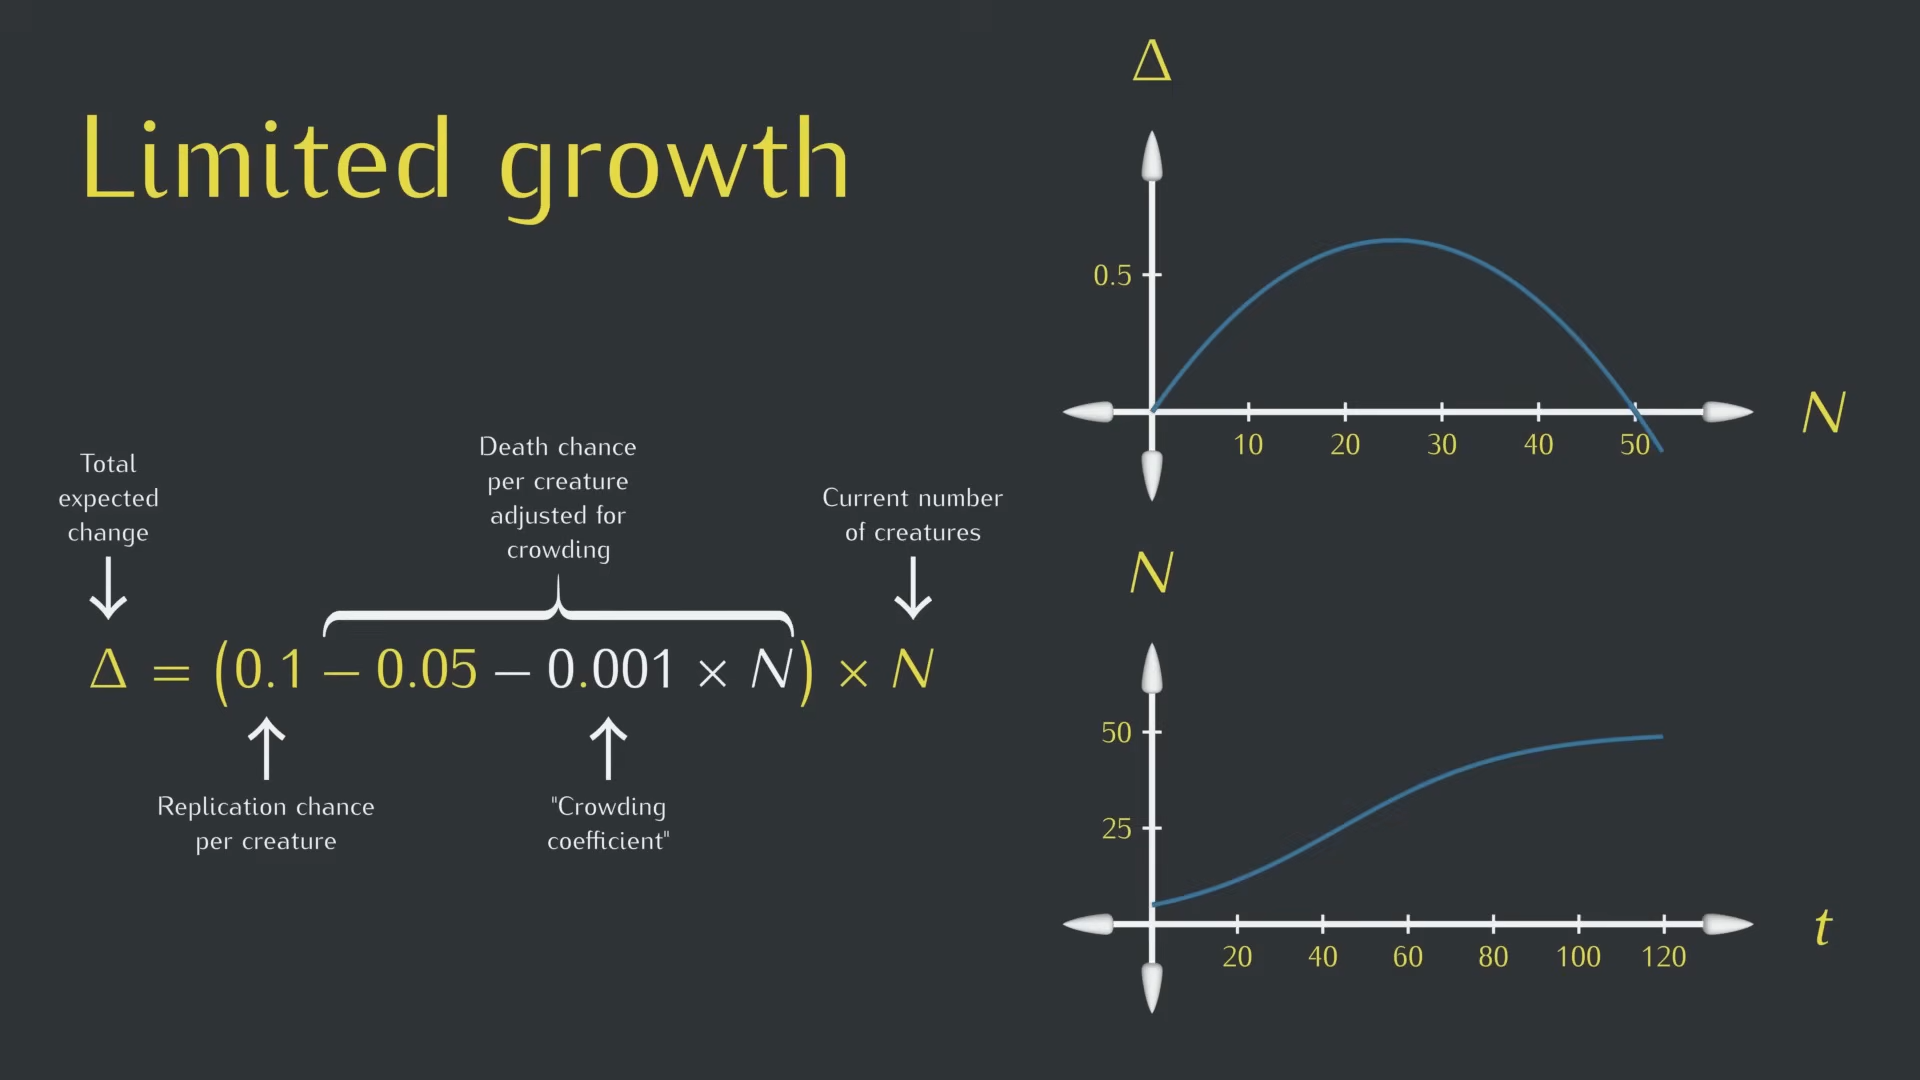 Limited growth
Total
expected
change
Death chance
per creature
adjusted for
crowding
Current number
of creatures
Δ = (0.1 – 0.05 – 0.001 × N) × N
Replication chance
per creature
"Crowding
coefficient"
Δ
0.5
10 20 30 40 50
N
N
50
25
20 40 60 80 100 120
t